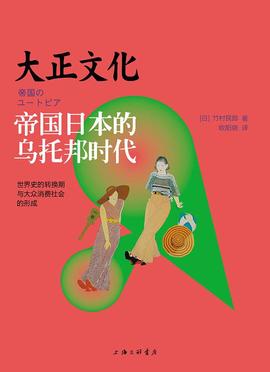 大正文化
帝国の
ユートピア
帝国日本的
乌托邦时代
[日] 竹村民郎 著
欧阳晓 译
世界史的转换期
与大众消费社会
的形成
上海三联书店